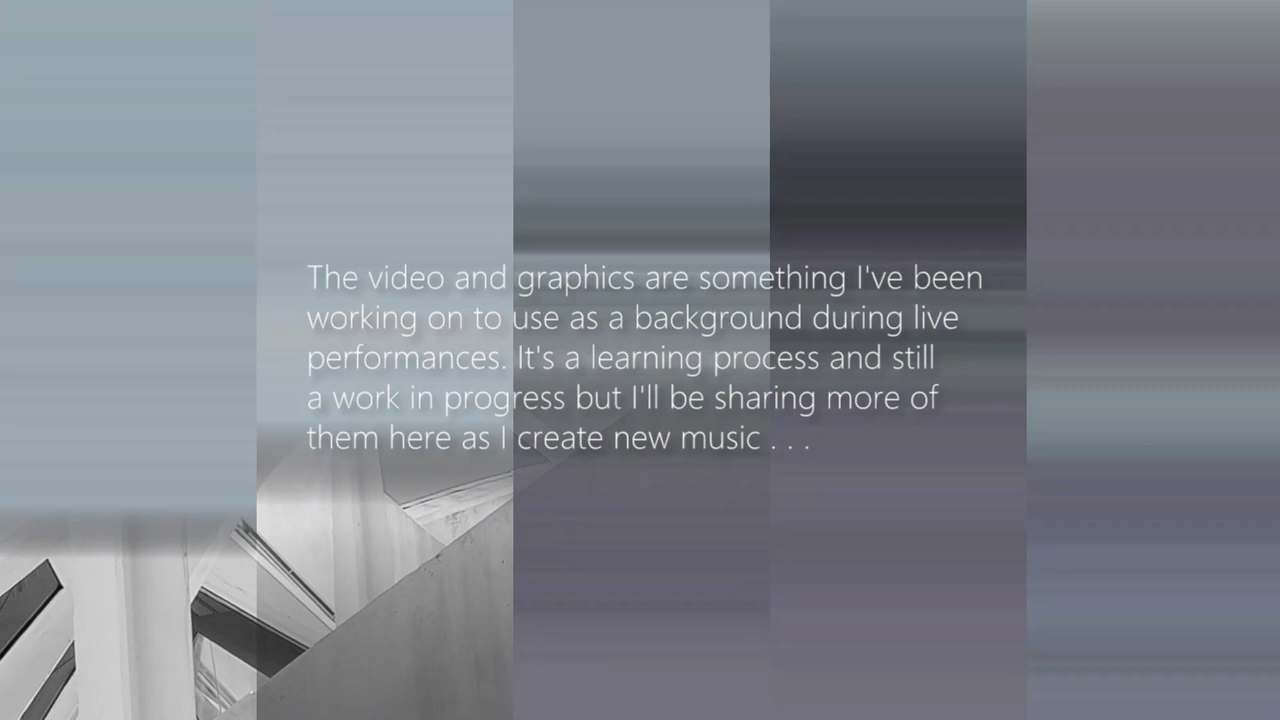 The video and graphics are something I've been
working on to use as a background during live
performances. It's a learning process and still
a work in progress but I'll be sharing more of
them here as I create new music . . .